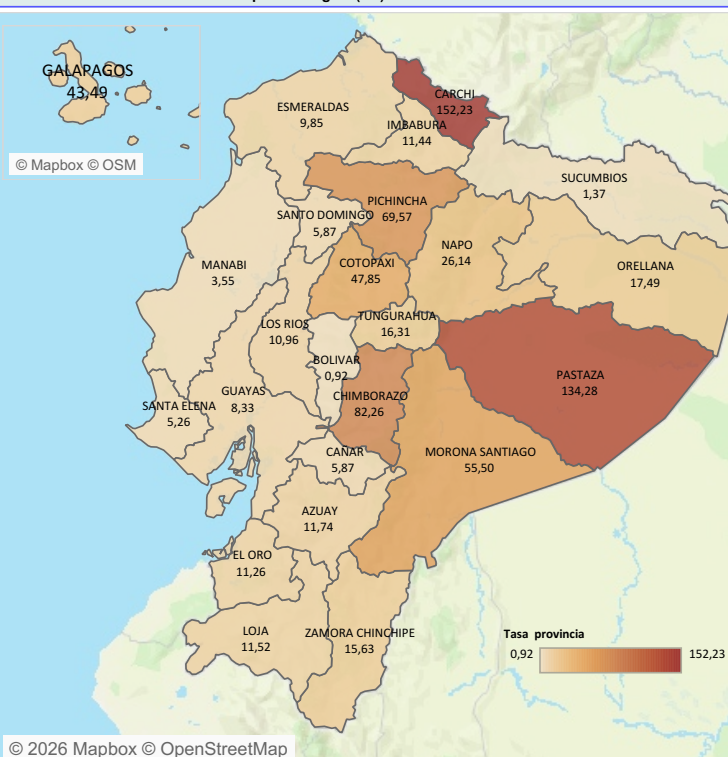 GALAPAGOS
43,49
© Mapbox © OSM
ESMERALDAS
9,85
CARCHI
152,23
IMBABURA
11,44
SUCUMBIOS
1,37
PICHINCHA
69,57
SANTO DOMINGO
5,87
NAPO
26,14
MANABI
3,55
COTOPAXI
47,85
ORELLANA
17,49
LOS RIOS
10,96
TUNGURAHUA
16,31
BOLIVAR
0,92
PASTAZA
134,28
GUAYAS
8,33
CHIMBORAZO
82,26
SANTA ELENA
5,26
CAÑAR
5,87
MORONA SANTIAGO
55,50
AZUAY
11,74
EL ORO
11,26
LOJA
11,52
ZAMORA CHINCHIPE
15,63
Tasa provincia
0,92
152,23
© 2026 Mapbox © OpenStreetMap